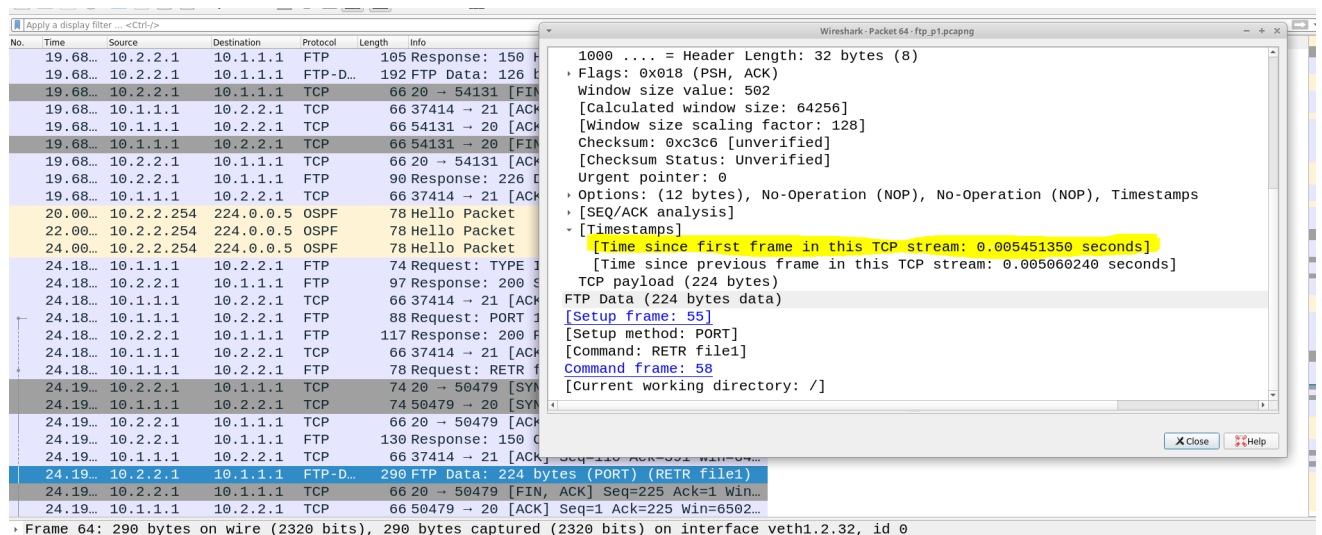 Apply a display filter ... <Ctrl-/>
No. Time Source Destination Protocol Length Info
19.68… 10.2.2.1 10.1.1.1 FTP 105 Response: 150 H
19.68… 10.2.2.1 10.1.1.1 FTP-D… 192 FTP Data: 126 b
19.68… 10.2.2.1 10.1.1.1 TCP 66 20 → 54131 [FIN
19.68… 10.1.1.1 10.2.2.1 TCP 66 37414 → 21 [ACK
19.68… 10.1.1.1 10.2.2.1 TCP 66 54131 → 20 [ACK
19.68… 10.1.1.1 10.2.2.1 TCP 66 54131 → 20 [FIN
19.68… 10.2.2.1 10.1.1.1 TCP 66 20 → 54131 [ACK
19.68… 10.2.2.1 10.1.1.1 FTP 90 Response: 226 D
19.68… 10.1.1.1 10.2.2.1 TCP 66 37414 → 21 [ACK
20.00… 10.2.2.254 224.0.0.5 OSPF 78 Hello Packet
22.00… 10.2.2.254 224.0.0.5 OSPF 78 Hello Packet
24.00… 10.2.2.254 224.0.0.5 OSPF 78 Hello Packet
24.18… 10.1.1.1 10.2.2.1 FTP 74 Request: TYPE I
24.18… 10.2.2.1 10.1.1.1 FTP 97 Response: 200 S
24.18… 10.1.1.1 10.2.2.1 TCP 66 37414 → 21 [ACK
24.18… 10.1.1.1 10.2.2.1 FTP 88 Request: PORT 1
24.18… 10.2.2.1 10.1.1.1 FTP 117 Response: 200 P
24.18… 10.1.1.1 10.2.2.1 TCP 66 37414 → 21 [ACK
24.18… 10.1.1.1 10.2.2.1 FTP 78 Request: RETR f
24.19… 10.2.2.1 10.1.1.1 TCP 74 20 → 50479 [SYN
24.19… 10.1.1.1 10.2.2.1 TCP 74 50479 → 20 [SYN
24.19… 10.2.2.1 10.1.1.1 TCP 66 20 → 50479 [ACK
24.19… 10.2.2.1 10.1.1.1 FTP 130 Response: 150 O
24.19… 10.1.1.1 10.2.2.1 TCP 66 37414 → 21 [ACK]
24.19… 10.2.2.1 10.1.1.1 FTP-D… 290 FTP Data: 224 bytes (PORT) (RETR file1)
24.19… 10.2.2.1 10.1.1.1 TCP 66 20 → 50479 [FIN, ACK] Seq=225 Ack=1 Win…
24.19… 10.1.1.1 10.2.2.1 TCP 66 50479 → 20 [ACK] Seq=1 Ack=225 Win=6502…
Frame 64: 290 bytes on wire (2320 bits), 290 bytes captured (2320 bits) on interface veth1.2.32, id 0
Wireshark · Packet 64 · ftp_p1.pcapng
1000 .... = Header Length: 32 bytes (8)
Flags: 0x018 (PSH, ACK)
Window size value: 502
[Calculated window size: 64256]
[Window size scaling factor: 128]
Checksum: 0xc3c6 [unverified]
[Checksum Status: Unverified]
Urgent pointer: 0
Options: (12 bytes), No-Operation (NOP), No-Operation (NOP), Timestamps
[SEQ/ACK analysis]
[Timestamps]
[Time since first frame in this TCP stream: 0.005451350 seconds]
[Time since previous frame in this TCP stream: 0.005060240 seconds]
TCP payload (224 bytes)
FTP Data (224 bytes data)
[Setup frame: 55]
[Setup method: PORT]
[Command: RETR file1]
Command frame: 58
[Current working directory: /]
Close
Help